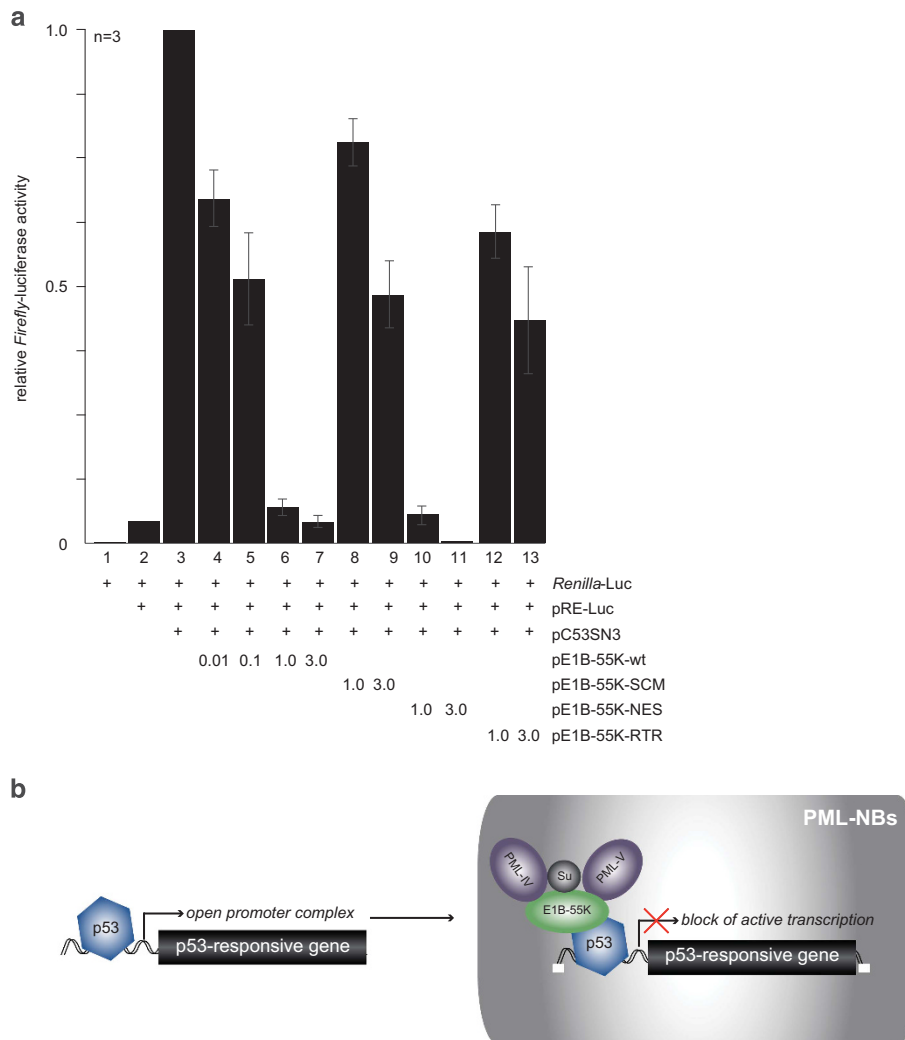 a
1.0
n=3
relative Firefly-luciferase activity
0.5
0
1 2 3 4 5 6 7 8 9 10 11 12 13
+ + + + + + + + + + + + + Renilla-Luc
+ + + + + + + + + + + + pRE-Luc
+ + + + + + + + + + + pC53SN3
0.01 0.1 1.0 3.0 pE1B-55K-wt
1.0 3.0 pE1B-55K-SCM
1.0 3.0 pE1B-55K-NES
1.0 3.0 pE1B-55K-RTR
b
PML-NBs
PML-IV
Su
PML-V
E1B-55K
p53
open promoter complex
p53-responsive gene
p53
block of active transcription
p53-responsive gene